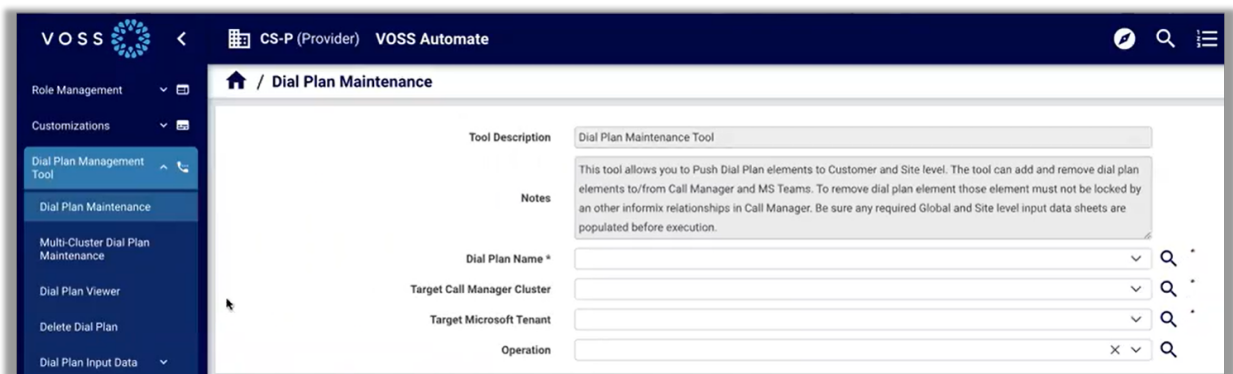 VOSS
CS-P (Provider) VOSS Automate
Role Management
Customizations
Dial Plan Management
Tool
Dial Plan Maintenance
Multi-Cluster Dial Plan
Maintenance
Dial Plan Viewer
Delete Dial Plan
Dial Plan Input Data
/ Dial Plan Maintenance
Tool Description Dial Plan Maintenance Tool
Notes
This tool allows you to Push Dial Plan elements to Customer and Site level. The tool can add and remove dial plan
elements to/from Call Manager and MS Teams. To remove dial plan element those element must not be locked by
an other informix relationships in Call Manager. Be sure any required Global and Site level input data sheets are
populated before execution.
Dial Plan Name *
Target Call Manager Cluster
Target Microsoft Tenant
Operation